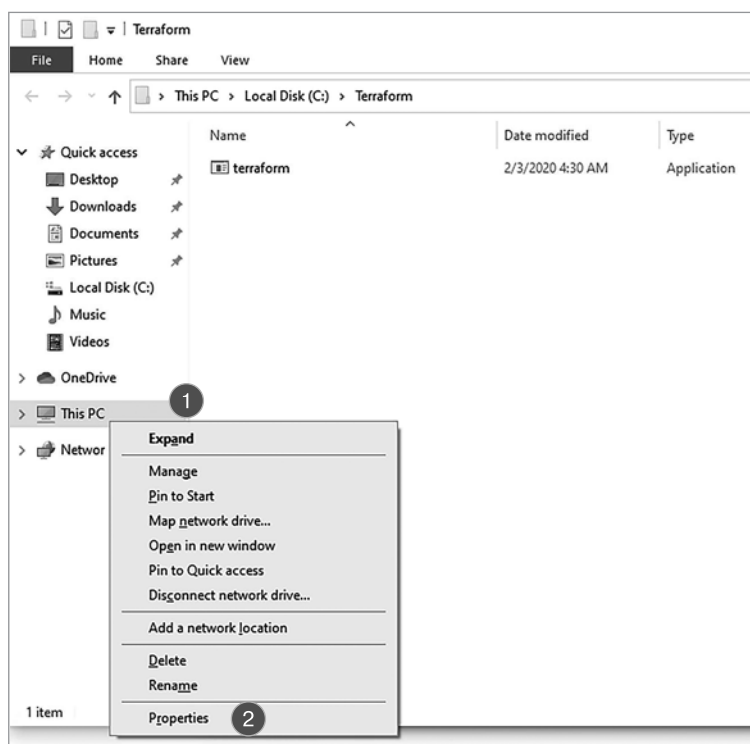 Terraform
File Home Share View
This PC > Local Disk (C:) > Terraform
Name Date modified Type
terraform 2/3/2020 4:30 AM Application
Quick access
Desktop
Downloads
Documents
Pictures
Local Disk (C:)
Music
Videos
OneDrive
This PC
1
Networ
Expand
Manage
Pin to Start
Map network drive...
Open in new window
Pin to Quick access
Disconnect network drive...
Add a network location
Delete
Rename
Properties
2
1 item